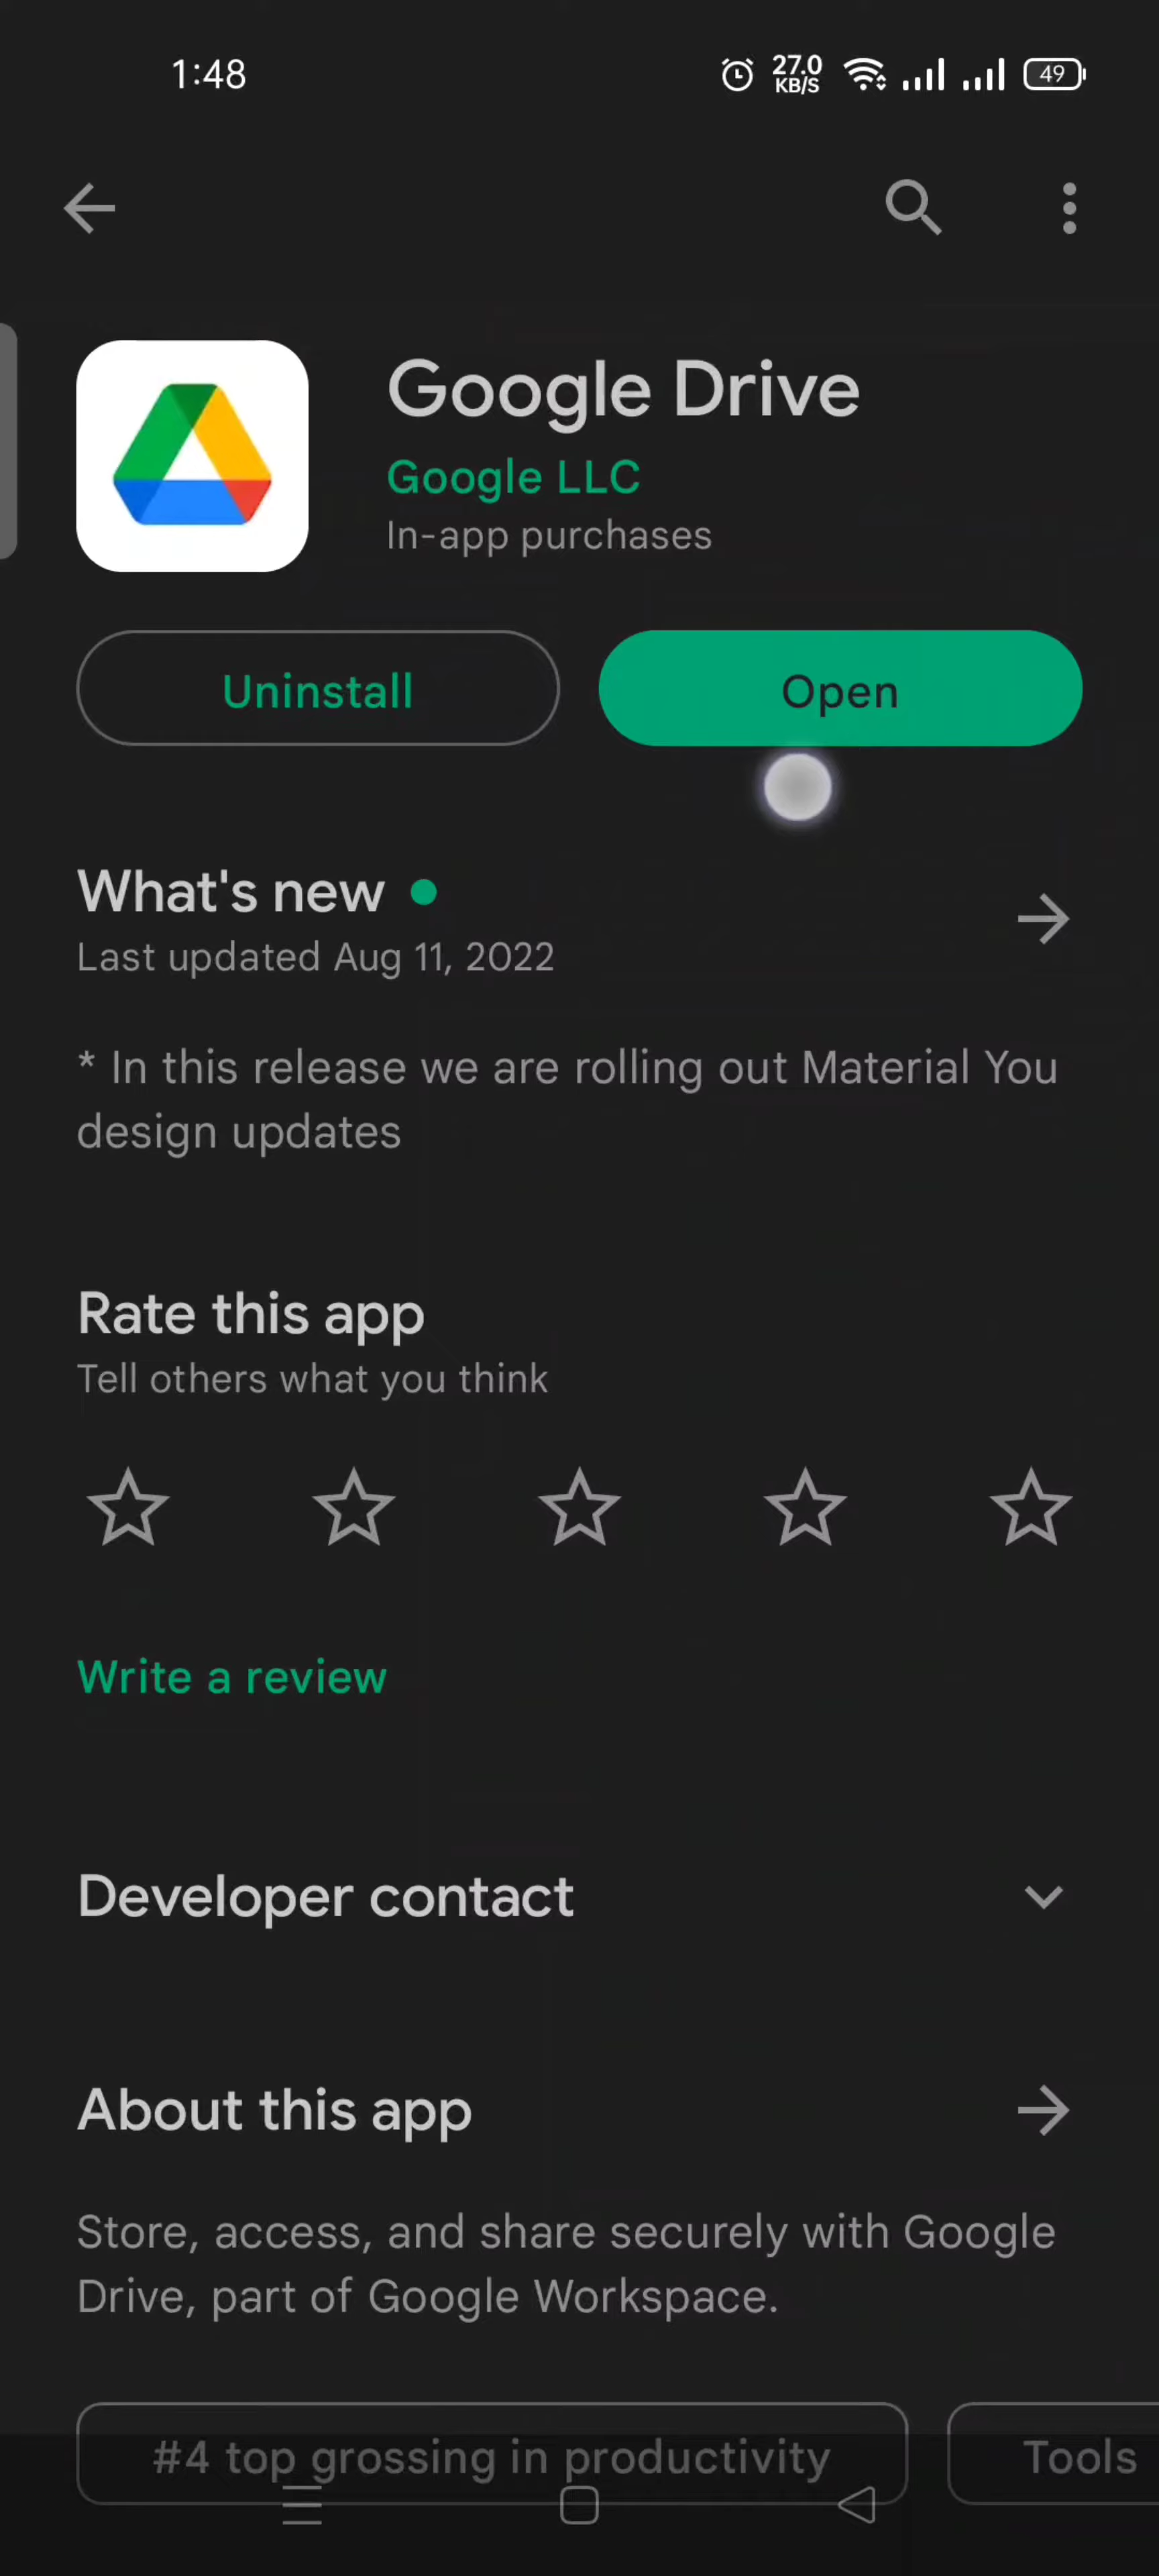 1:48
27.0
KB/S
49
Google Drive
Google LLC
In-app purchases
Uninstall
Open
What's new
Last updated Aug 11, 2022
* In this release we are rolling out Material You
design updates
Rate this app
Tell others what you think
Write a review
Developer contact
About this app
Store, access, and share securely with Google
Drive, part of Google Workspace.
#4 top grossing in productivity
Tools